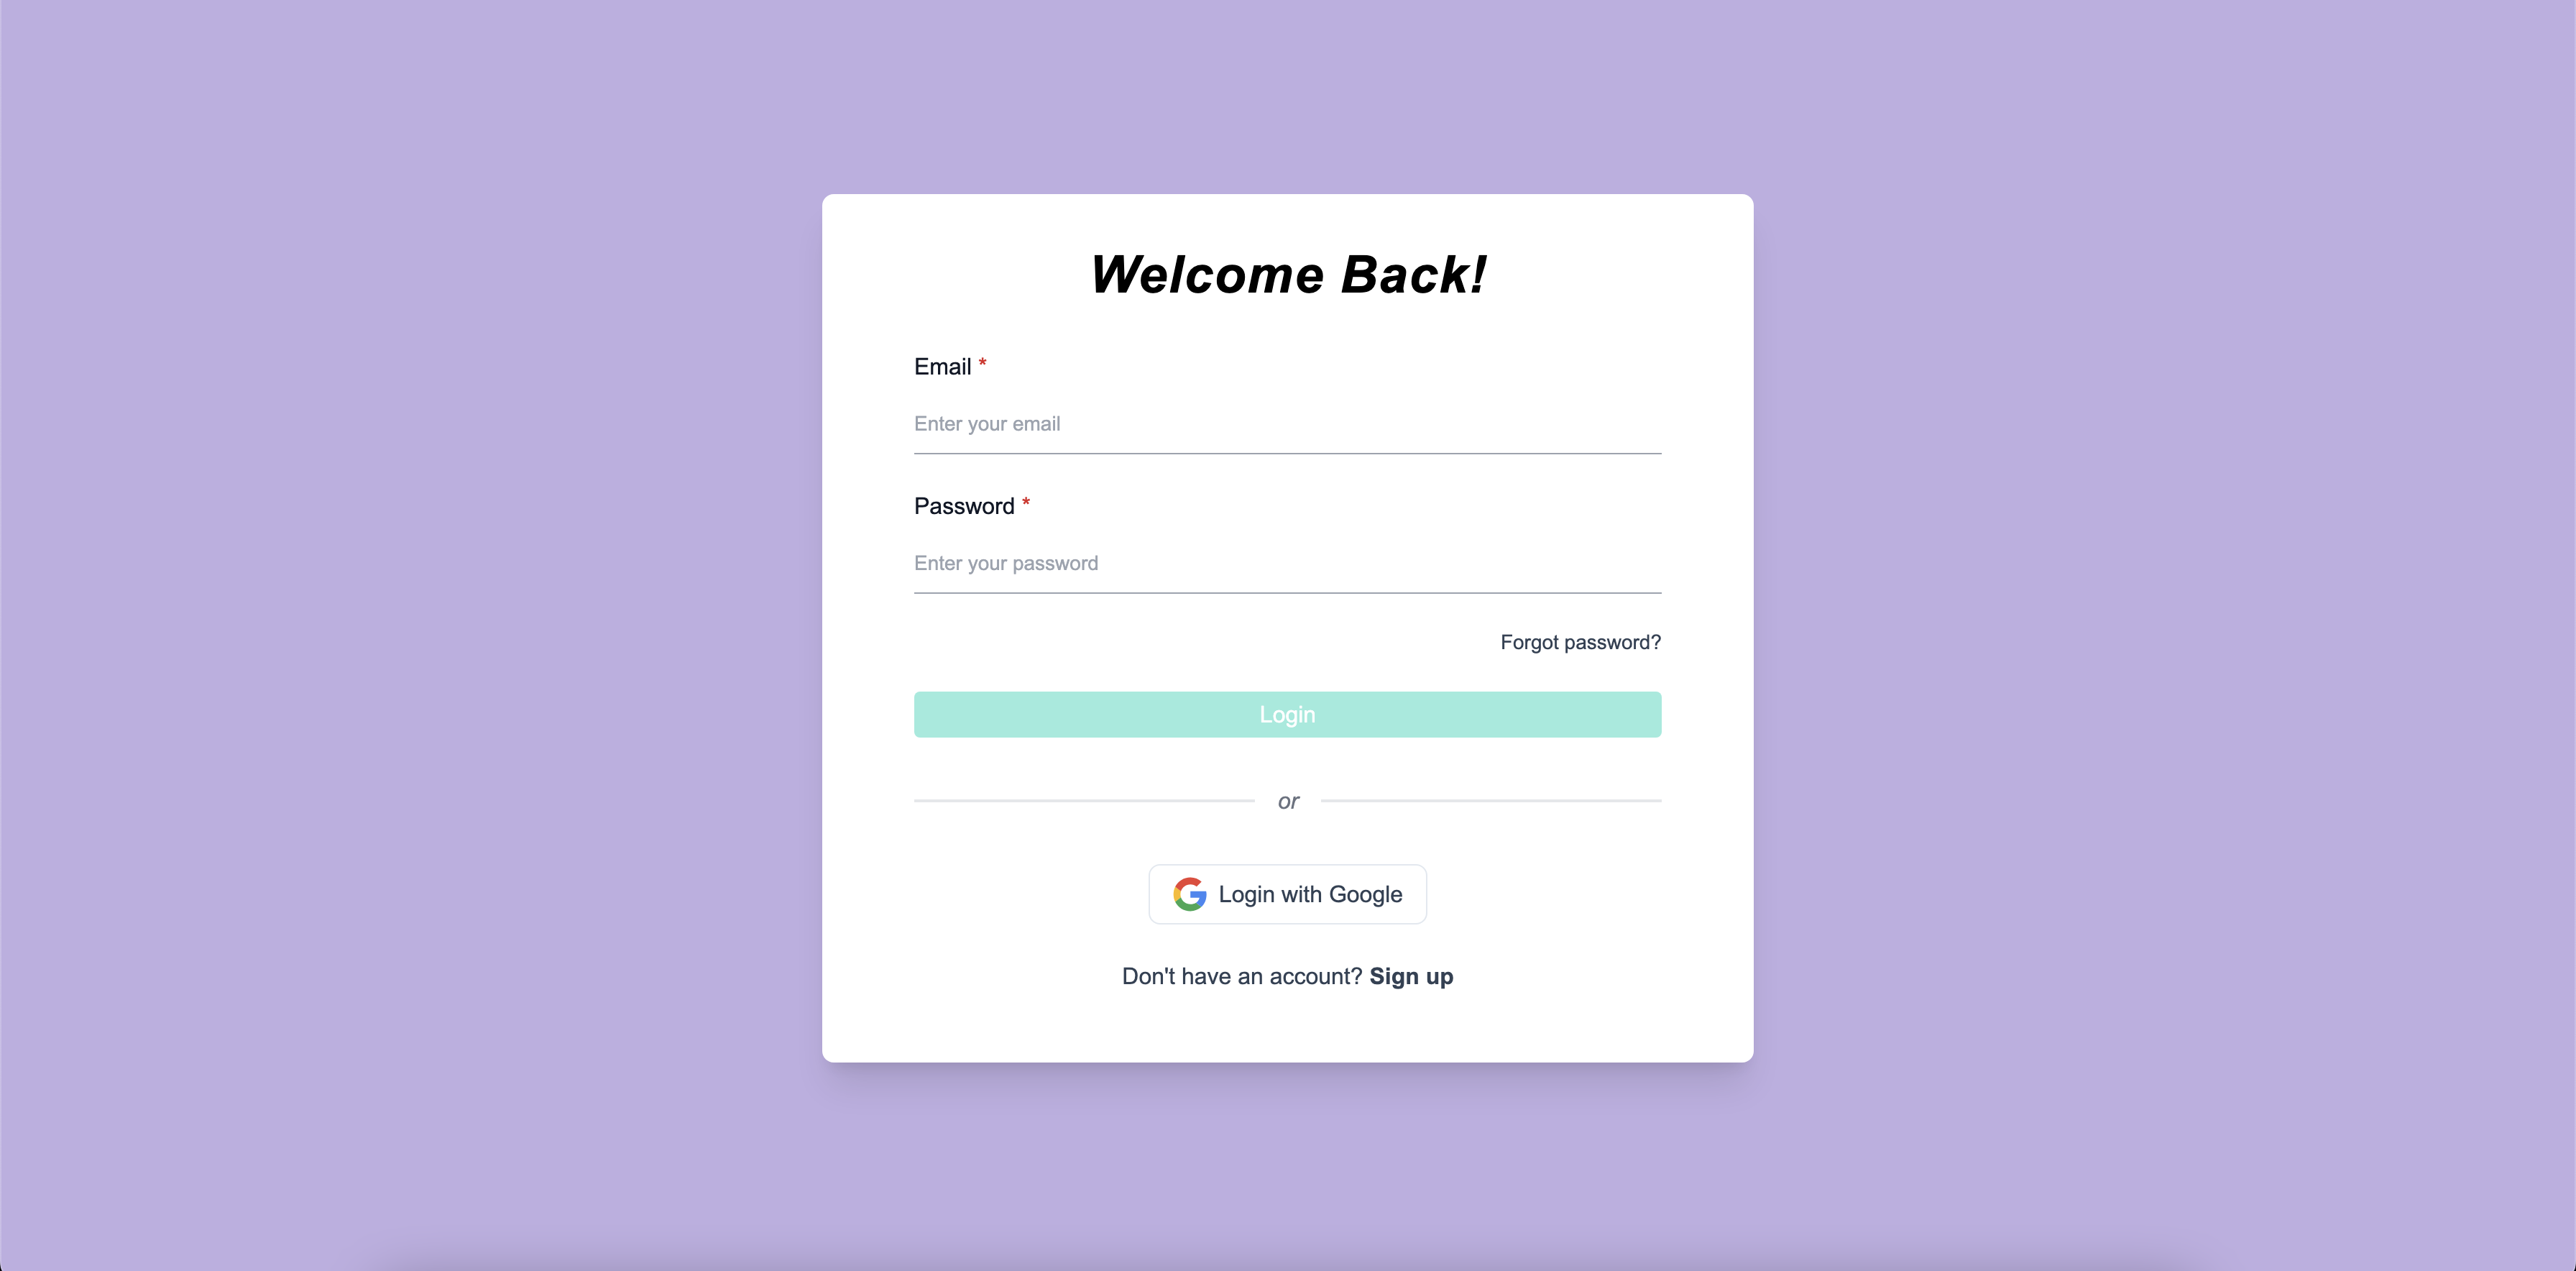 Welcome Back!
Email *
Enter your email
Password *
Enter your password
Forgot password?
Login
or
Login with Google
Don't have an account? Sign up